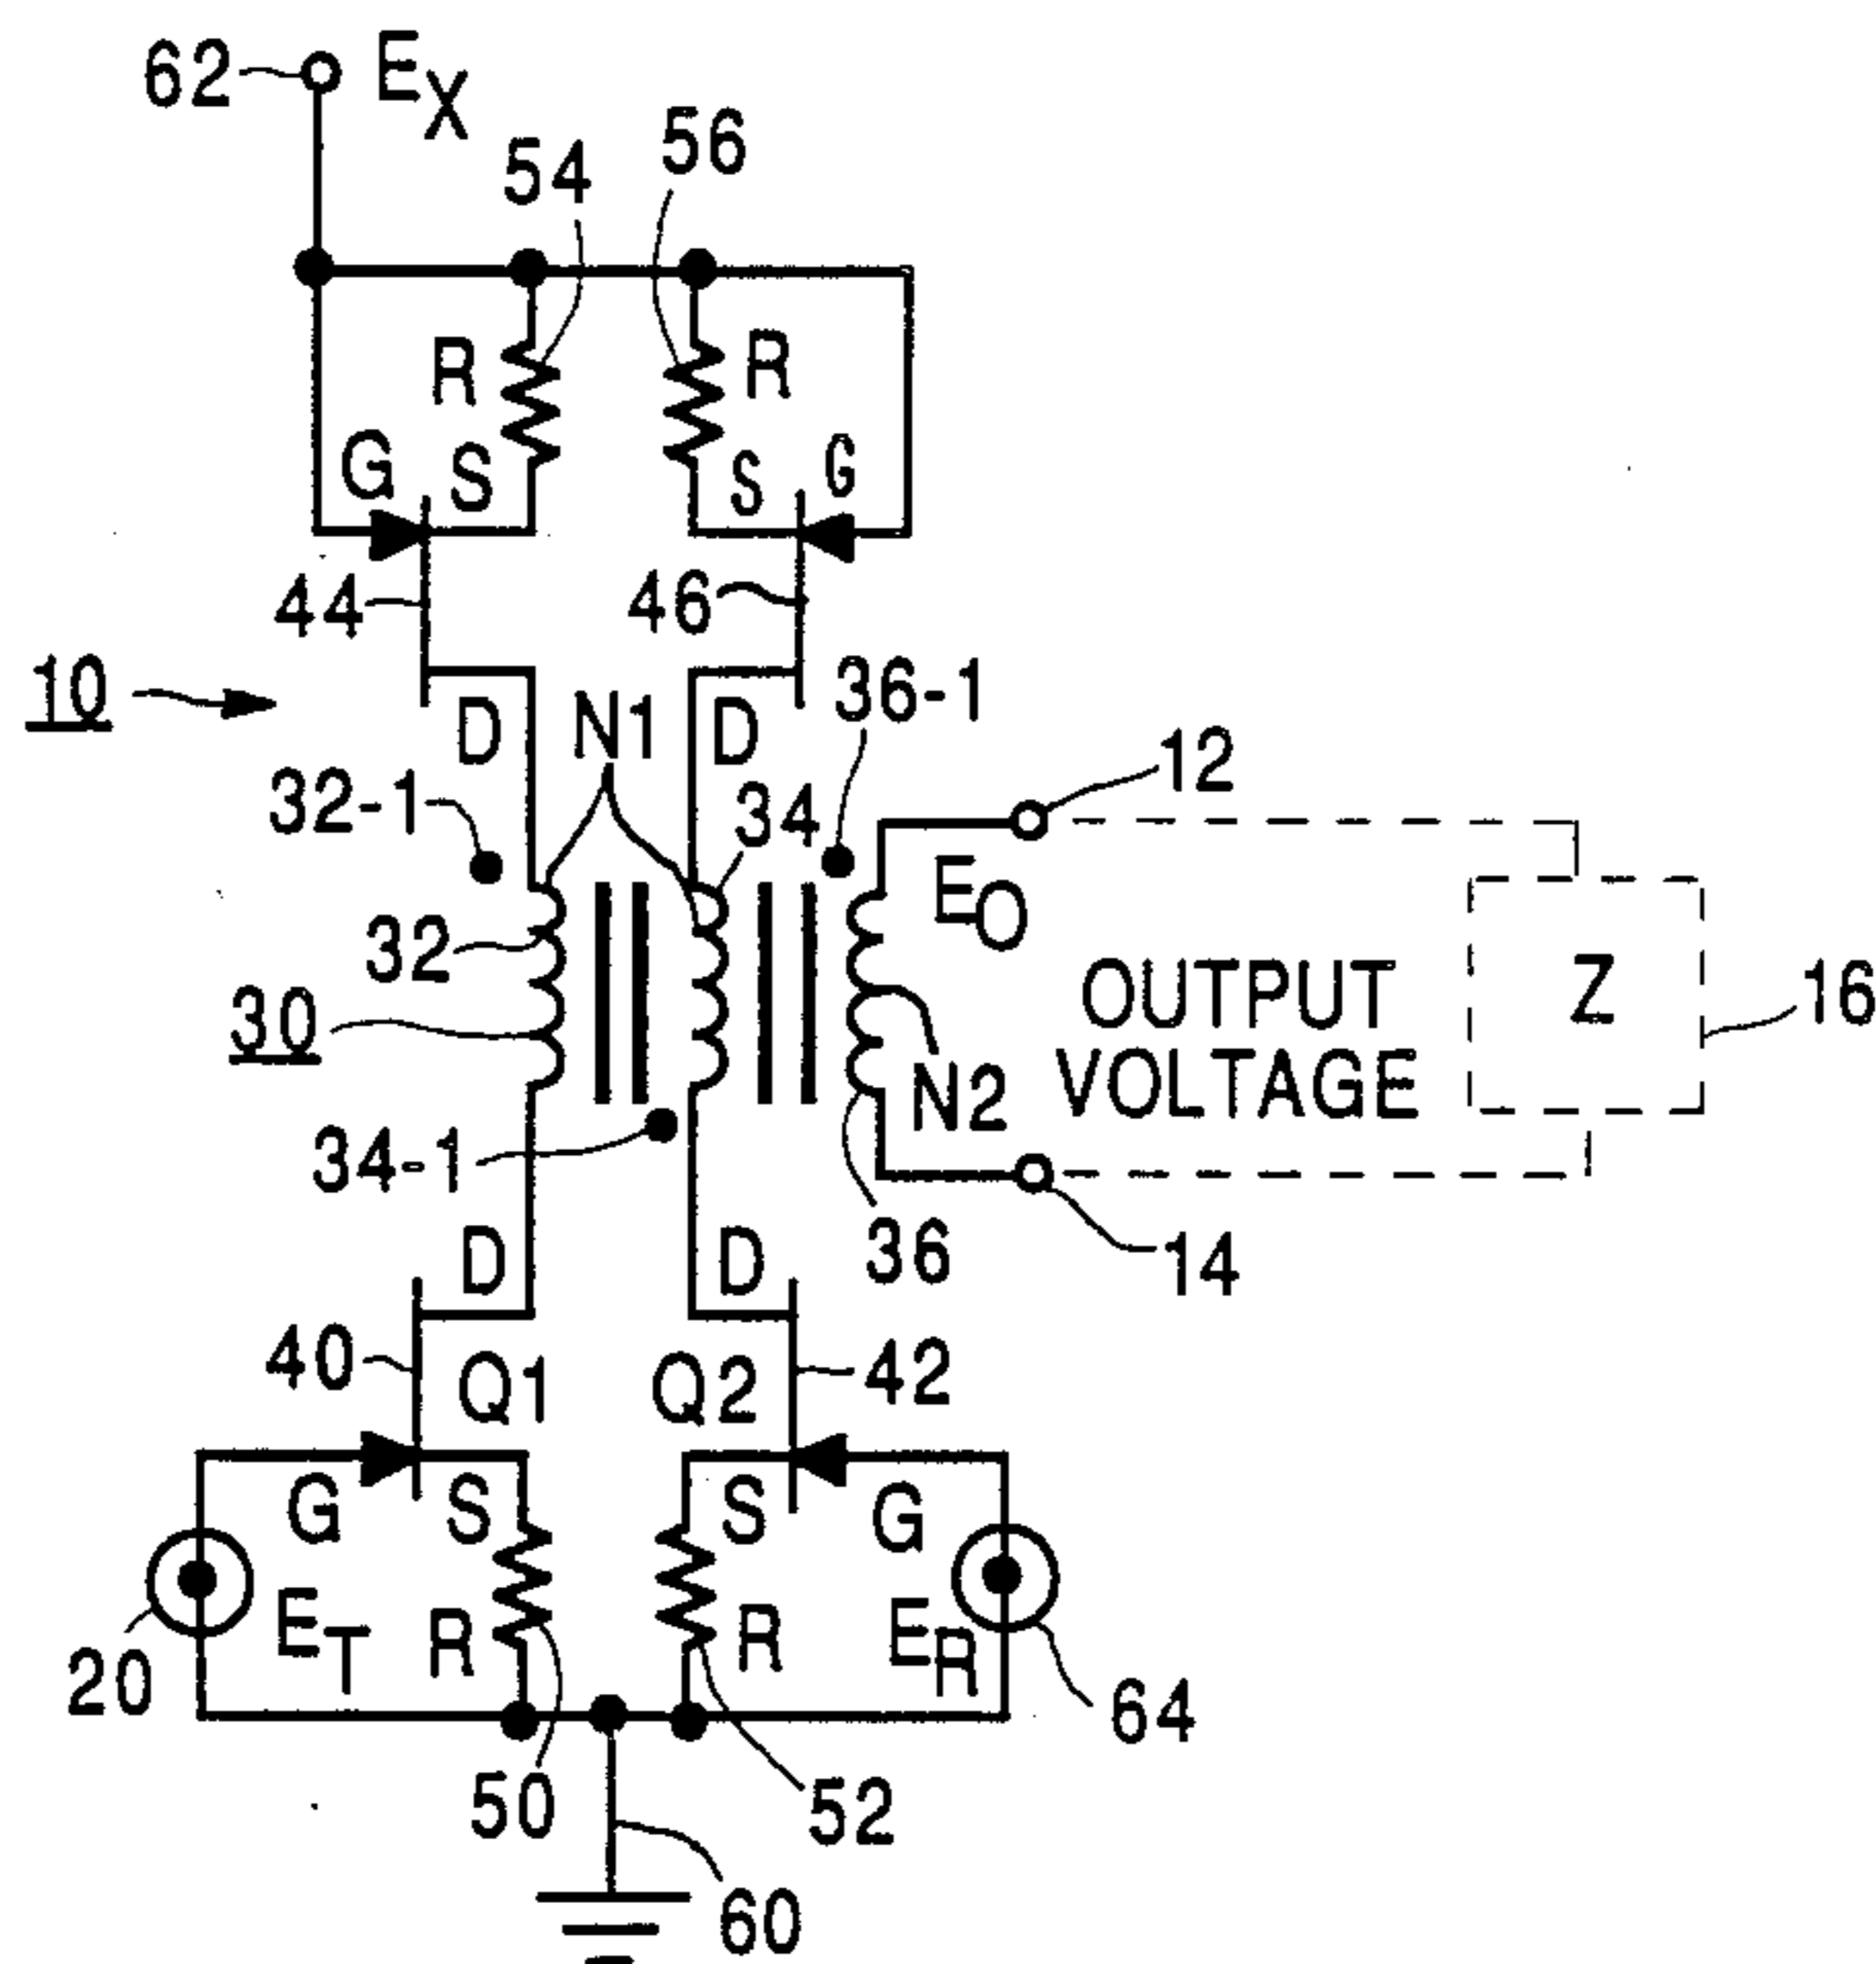 62 EX
54 56
R R
G S S G
44 46
10 D N1 D 36-1
32-1 34 12
32 EO
30 OUTPUT VOLTAGE Z 16
N2
34-1
36 14
D D
40 Q1 Q2 42
G S S G
20 ET R R ER 64
50 52
60